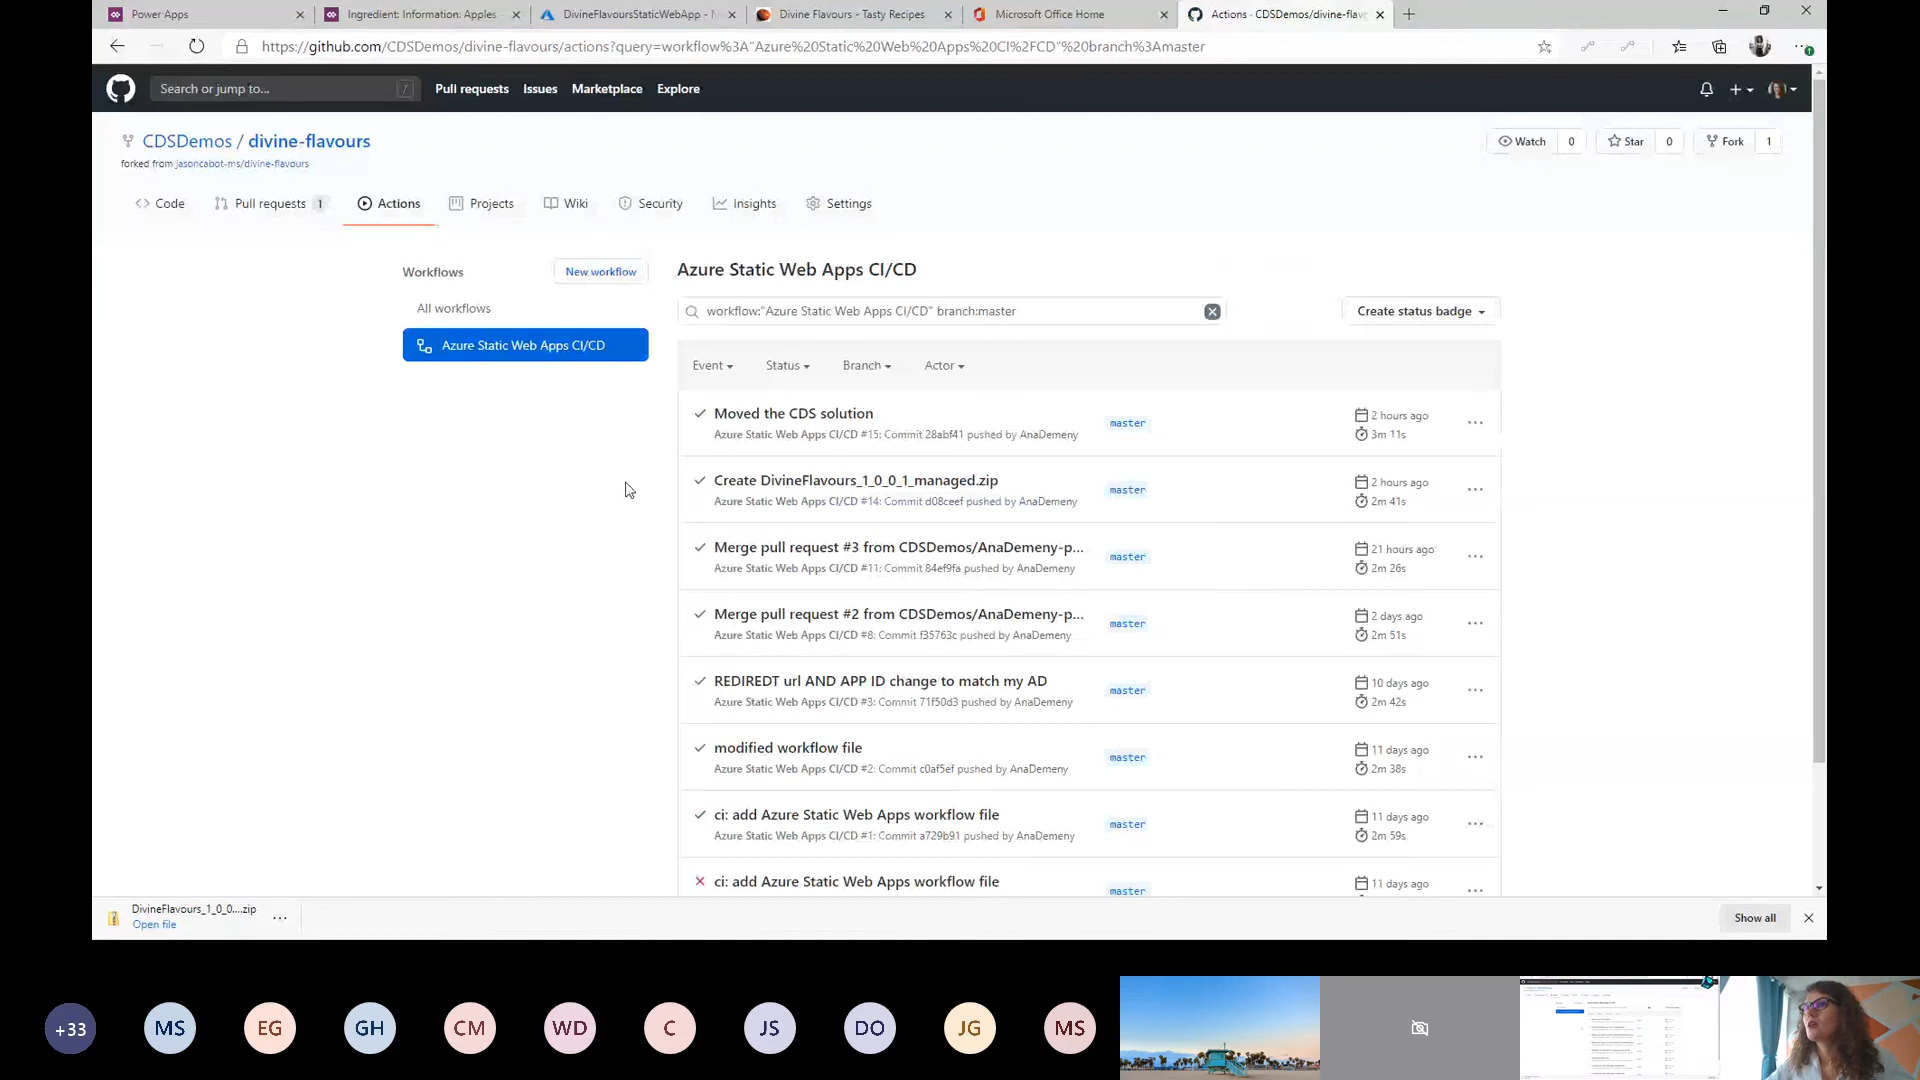 Power Apps
Ingredient: Information: Apples
DivineFlavoursStaticWebApp -
Divine Flavours - Tasty Recipes
Microsoft Office Home
Actions · CDSDemos/divine-flav
https://github.com/CDSDemos/divine-flavours/actions?query=workflow%3A"Azure%20Static%20Web%20Apps%20CI%2FCD"%20branch%3Amaster
Search or jump to... /
Pull requests Issues Marketplace Explore
CDSDemos / divine-flavours
Watch 0 Star 0 Fork 1
forked from jasoncabot-ms/divine-flavours
Code Pull requests 1 Actions Projects Wiki Security Insights Settings
Workflows New workflow
All workflows
Azure Static Web Apps CI/CD
Azure Static Web Apps CI/CD
workflow:"Azure Static Web Apps CI/CD" branch:master
Create status badge
Event Status Branch Actor
Moved the CDS solution
Azure Static Web Apps CI/CD #15: Commit 28abf41 pushed by AnaDemeny
master
2 hours ago
3m 11s
Create DivineFlavours_1_0_0_1_managed.zip
Azure Static Web Apps CI/CD #14: Commit d08ceef pushed by AnaDemeny
master
2 hours ago
2m 41s
Merge pull request #3 from CDSDemos/AnaDemeny-p...
Azure Static Web Apps CI/CD #11: Commit 84ef9fa pushed by AnaDemeny
master
21 hours ago
2m 26s
Merge pull request #2 from CDSDemos/AnaDemeny-p...
Azure Static Web Apps CI/CD #8: Commit f35763c pushed by AnaDemeny
master
2 days ago
2m 51s
REDIREDT url AND APP ID change to match my AD
Azure Static Web Apps CI/CD #3: Commit 71f50d3 pushed by AnaDemeny
master
10 days ago
2m 42s
modified workflow file
Azure Static Web Apps CI/CD #2: Commit c0af5ef pushed by AnaDemeny
master
11 days ago
2m 38s
ci: add Azure Static Web Apps workflow file
Azure Static Web Apps CI/CD #1: Commit a729b91 pushed by AnaDemeny
master
11 days ago
2m 59s
ci: add Azure Static Web Apps workflow file
master
11 days ago
DivineFlavours_1_0_0....zip
Open file
Show all
+33 MS EG GH CM WD C JS DO JG MS